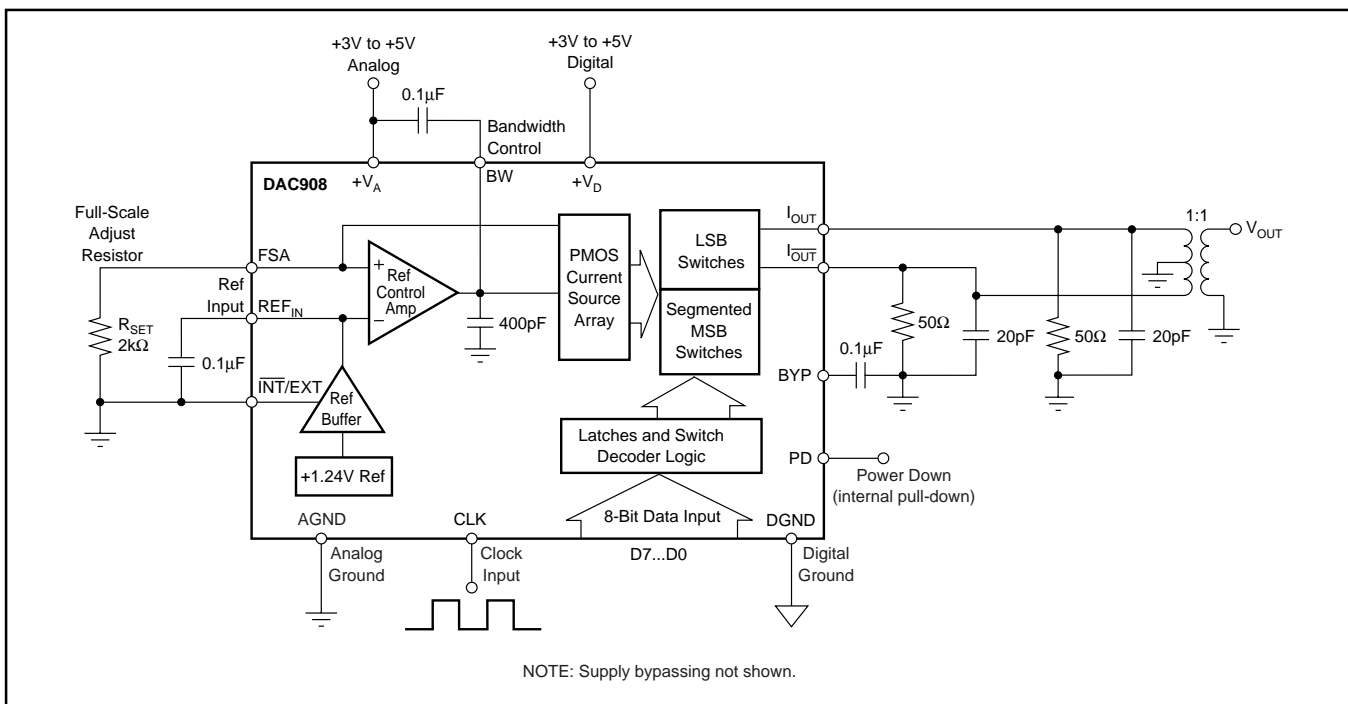 +3V to +5V
Analog
+3V to +5V
Digital
0.1µF
Bandwidth
Control
DAC908
+VA
BW
+VD
Full-Scale
Adjust
Resistor
FSA
Ref
Input
REFIN
RSET
2kΩ
0.1µF
INT/EXT
+
Ref
Control
Amp
–
400pF
PMOS
Current
Source
Array
LSB
Switches
Segmented
MSB
Switches
IOUT
IOUT
1:1
VOUT
50Ω
20pF
50Ω
20pF
0.1µF
BYP
Ref
Buffer
+1.24V Ref
Latches and Switch
Decoder Logic
PD
Power Down
(internal pull-down)
8-Bit Data Input
AGND
CLK
DGND
Analog
Ground
Clock
Input
D7...D0
Digital
Ground
NOTE: Supply bypassing not shown.